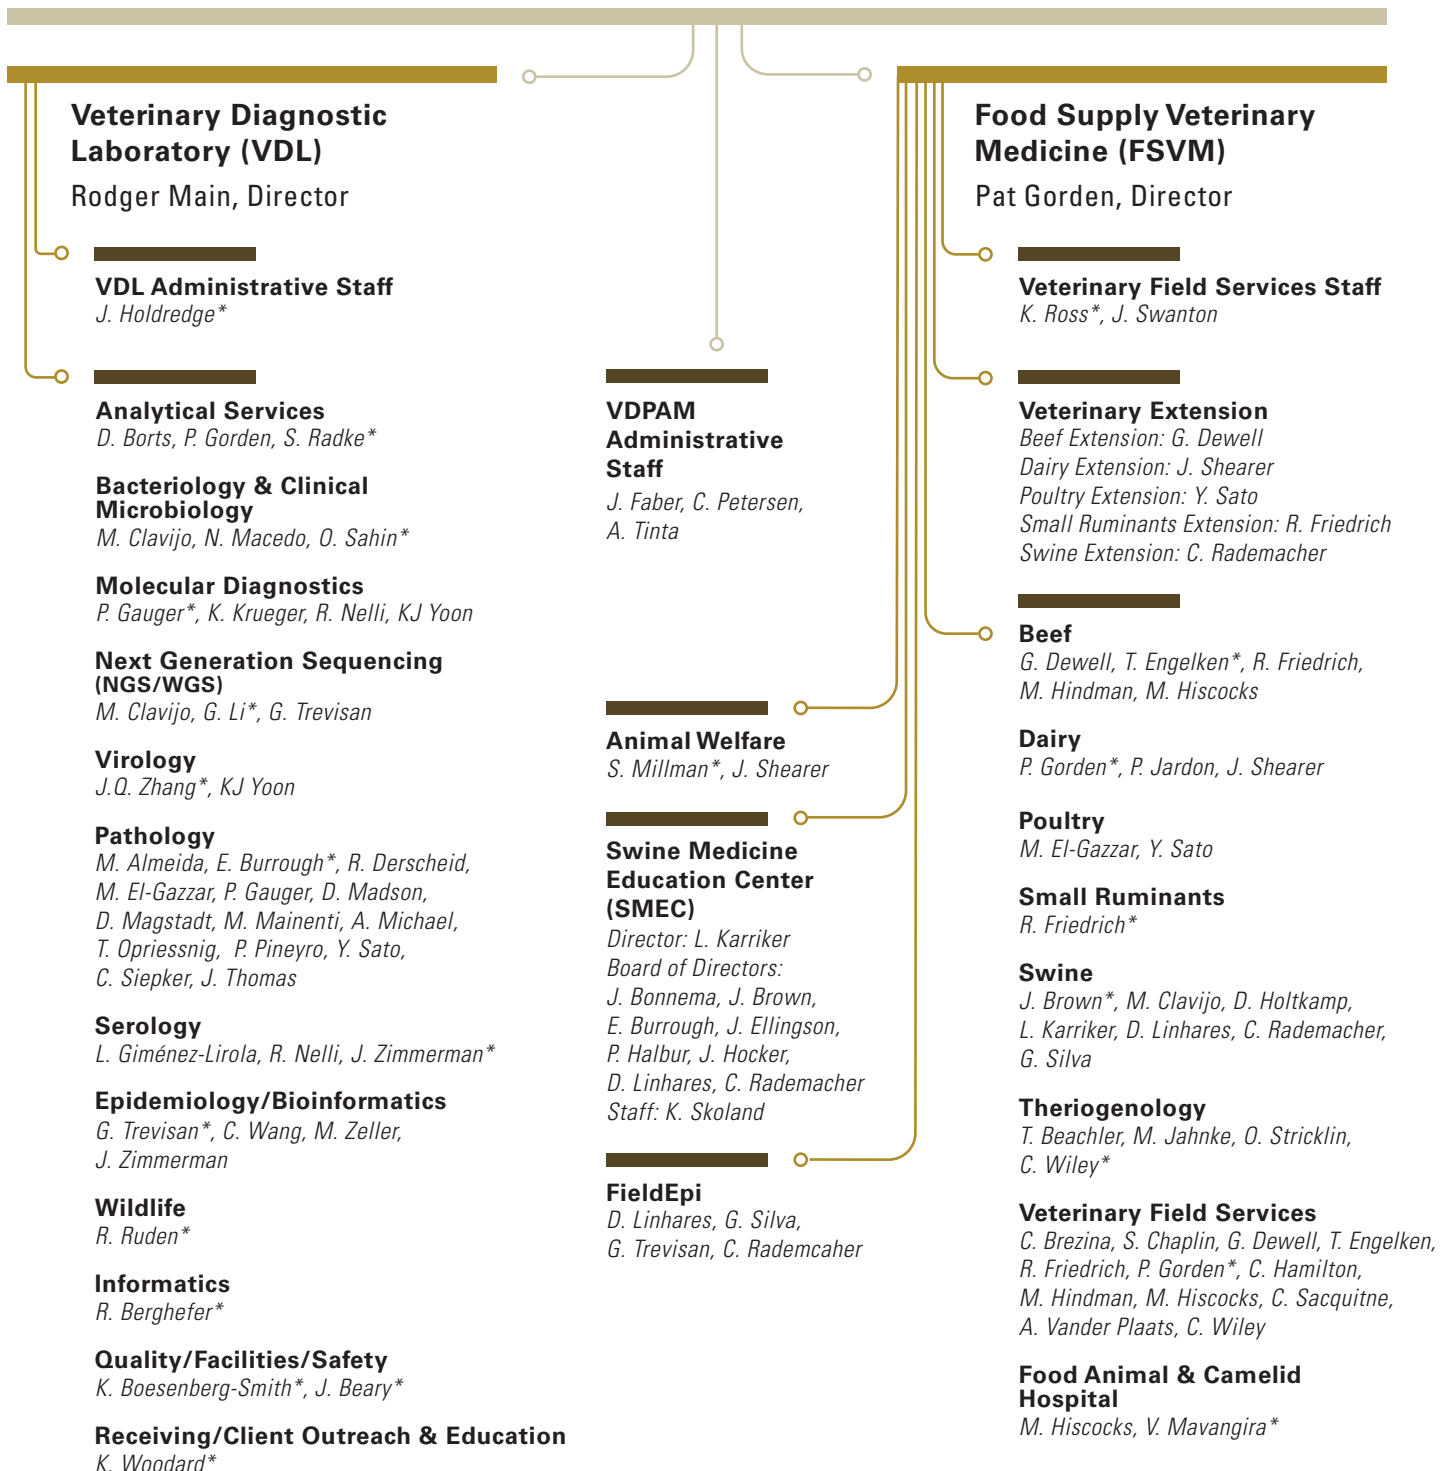 Veterinary Diagnostic
Laboratory (VDL)
Rodger Main, Director
VDL Administrative Staff
J. Holdredge*
Analytical Services
D. Borts, P. Gorden, S. Radke*
Bacteriology & Clinical
Microbiology
M. Clavijo, N. Macedo, O. Sahin*
Molecular Diagnostics
P. Gauger*, K. Krueger, R. Nelli, KJ Yoon
Next Generation Sequencing
(NGS/WGS)
M. Clavijo, G. Li*, G. Trevisan
Virology
J.Q. Zhang*, KJ Yoon
Pathology
M. Almeida, E. Burrough*, R. Derscheid,
M. El-Gazzar, P. Gauger, D. Madson,
D. Magstadt, M. Mainenti, A. Michael,
T. Opriessnig, P. Pineyro, Y. Sato,
C. Siepker, J. Thomas
Serology
L. Giménez-Lirola, R. Nelli, J. Zimmerman*
Epidemiology/Bioinformatics
G. Trevisan*, C. Wang, M. Zeller,
J. Zimmerman
Wildlife
R. Ruden*
Informatics
R. Berghefer*
Quality/Facilities/Safety
K. Boesenberg-Smith*, J. Beary*
Receiving/Client Outreach & Education
K. Woodard*
VDPAM
Administrative
Staff
J. Faber, C. Petersen,
A. Tinta
Animal Welfare
S. Millman*, J. Shearer
Swine Medicine
Education Center
(SMEC)
Director: L. Karriker
Board of Directors:
J. Bonnema, J. Brown,
E. Burrough, J. Ellingson,
P. Halbur, J. Hocker,
D. Linhares, C. Rademacher
Staff: K. Skoland
FieldEpi
D. Linhares, G. Silva,
G. Trevisan, C. Rademcaher
Food Supply Veterinary
Medicine (FSVM)
Pat Gorden, Director
Veterinary Field Services Staff
K. Ross*, J. Swanton
Veterinary Extension
Beef Extension: G. Dewell
Dairy Extension: J. Shearer
Poultry Extension: Y. Sato
Small Ruminants Extension: R. Friedrich
Swine Extension: C. Rademacher
Beef
G. Dewell, T. Engelken*, R. Friedrich,
M. Hindman, M. Hiscocks
Dairy
P. Gorden*, P. Jardon, J. Shearer
Poultry
M. El-Gazzar, Y. Sato
Small Ruminants
R. Friedrich*
Swine
J. Brown*, M. Clavijo, D. Holtkamp,
L. Karriker, D. Linhares, C. Rademacher,
G. Silva
Theriogenology
T. Beachler, M. Jahnke, O. Stricklin,
C. Wiley*
Veterinary Field Services
C. Brezina, S. Chaplin, G. Dewell, T. Engelken,
R. Friedrich, P. Gorden*, C. Hamilton,
M. Hindman, M. Hiscocks, C. Sacquitne,
A. Vander Plaats, C. Wiley
Food Animal & Camelid
Hospital
M. Hiscocks, V. Mavangira*